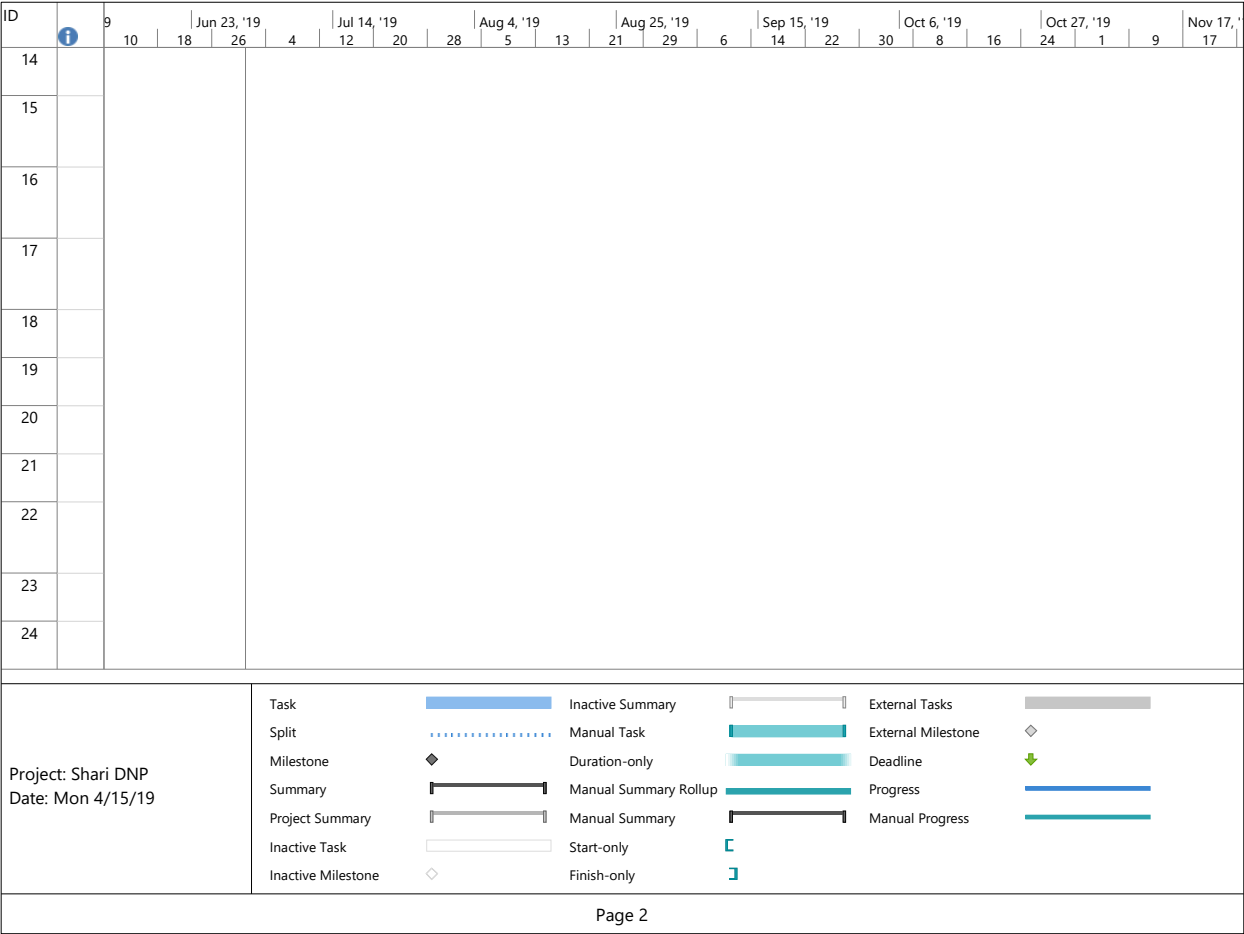 ID
9 Jun 23, '19 Jul 14, '19 Aug 4, '19 Aug 25, '19 Sep 15, '19 Oct 6, '19 Oct 27, '19 Nov 17, '
10 18 26 4 12 20 28 5 13 21 29 6 14 22 30 8 16 24 1 9 17
14
15
16
17
18
19
20
21
22
23
24
Project: Shari DNP
Date: Mon 4/15/19
Task
Split
Milestone
Summary
Project Summary
Inactive Task
Inactive Milestone
Inactive Summary
Manual Task
Duration-only
Manual Summary Rollup
Manual Summary
Start-only
Finish-only
External Tasks
External Milestone
Deadline
Progress
Manual Progress
Page 2